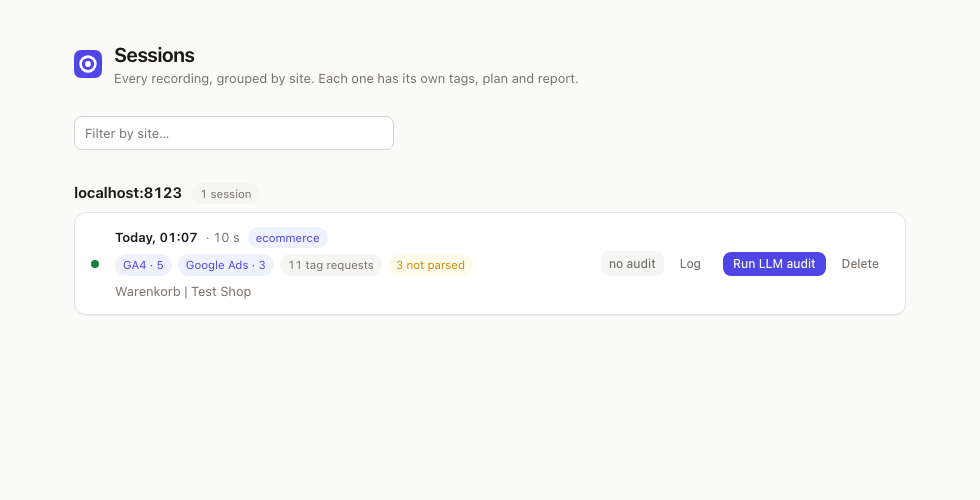 Sessions
Every recording, grouped by site. Each one has its own tags, plan and report.
Filter by site...
localhost:8123 1 session
Today, 01:07 · 10 s ecommerce
GA4 · 5 Google Ads · 3 11 tag requests 3 not parsed
no audit Log Run LLM audit Delete
Warenkorb | Test Shop